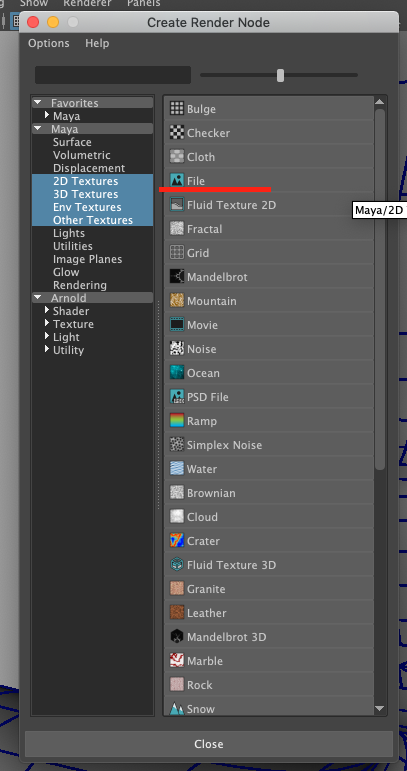 Show Renderer Panels
Create Render Node
Options Help
Favorites
Maya
Maya
Surface
Volumetric
Displacement
2D Textures
3D Textures
Env Textures
Other Textures
Lights
Utilities
Image Planes
Glow
Rendering
Arnold
Shader
Texture
Light
Utility
Bulge
Checker
Cloth
File
Fluid Texture 2D
Fractal
Grid
Mandelbrot
Mountain
Movie
Noise
Ocean
PSD File
Ramp
Simplex Noise
Water
Brownian
Cloud
Crater
Fluid Texture 3D
Granite
Leather
Mandelbrot 3D
Marble
Rock
Snow
Maya/2D
Close